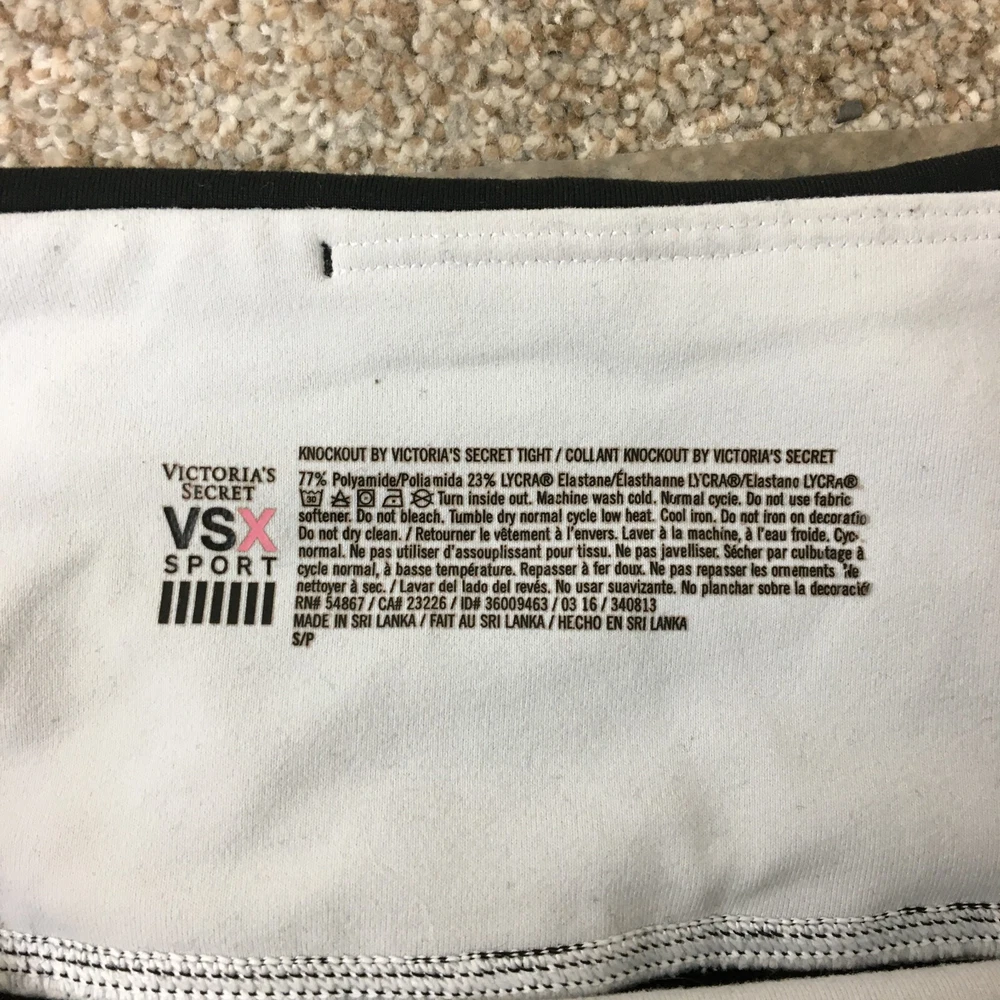 VICTORIA'S
SECRET
VSX
SPORT
KNOCKOUT BY VICTORIA'S SECRET TIGHT / COLLANT KNOCKOUT BY VICTORIA'S SECRET
77% Polyamide/Poliamida 23% LYCRA® Elastane/Élasthanne LYCRA®/Elastano LYCRA®
30 Turn inside out. Machine wash cold. Normal cycle. Do not use fabric
softener. Do not bleach. Tumble dry normal cycle low heat. Cool iron. Do not iron on decoratio
Do not dry clean. / Retourner le vêtement à l'envers. Laver à la machine, à l'eau froide. Cyc
normal. Ne pas utiliser d'assouplissant pour tissu. Ne pas javelliser. Sécher par culbutage à
cycle normal, à basse température. Repasser à fer doux. Ne pas repasser les ornements Ne
nettoyer à sec. / Lavar del lado del revés. No usar suavizante. No planchar sobre la decoració
RN# 54867 / CA# 23226 / ID# 36009463 / 03 16 / 340813
MADE IN SRI LANKA / FAIT AU SRI LANKA / HECHO EN SRI LANKA
S/P